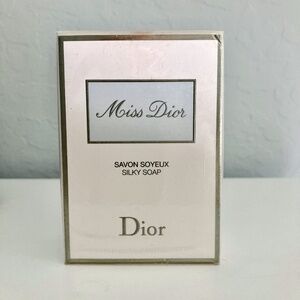 Miss Dior
SAVON SOYEUX
SILKY SOAP
Dior